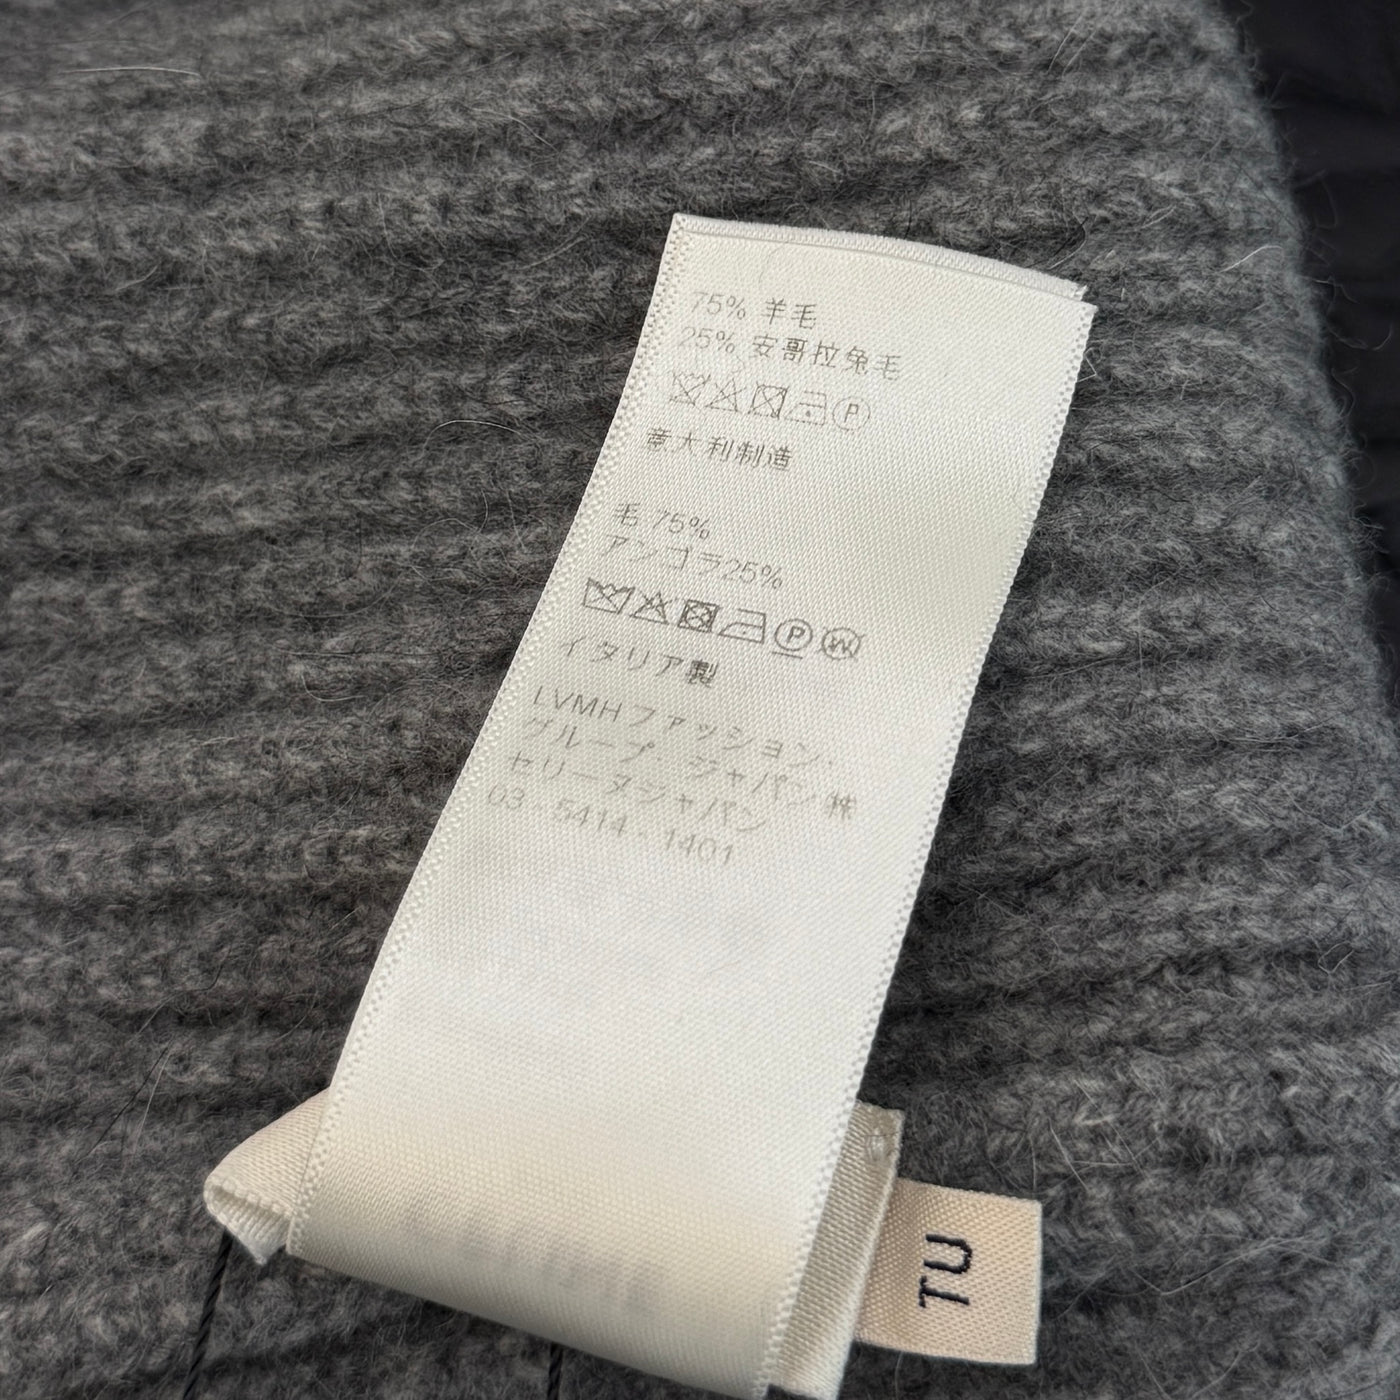 75% 羊毛
25% 安哥拉兔毛
P
意大利制造
毛 75%
アンゴラ25%
P W
イタリア製
LVMHファッション.
グループ. ジャパン㈱
セリーヌジャパン
03-5414-1401
TU